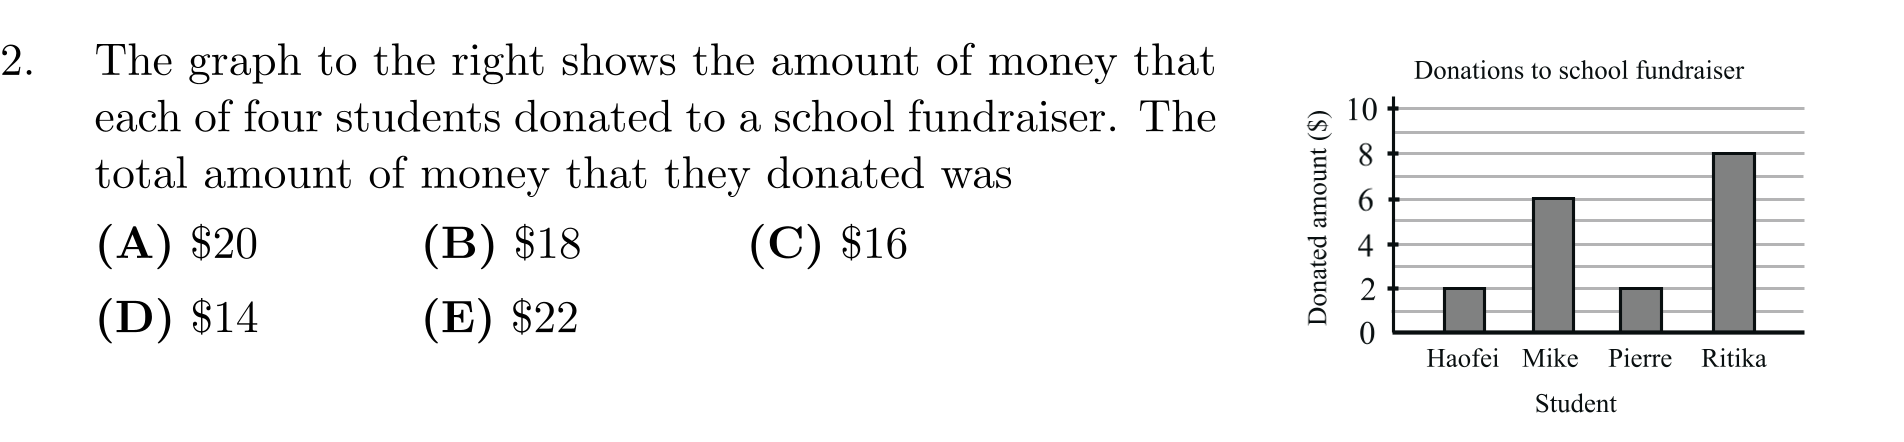 2. The graph to the right shows the amount of money that
each of four students donated to a school fundraiser. The
total amount of money that they donated was
(A) $20 (B) $18 (C) $16
(D) $14 (E) $22
Donations to school fundraiser
Donated amount ($)
10
8
6
4
2
0
Haofei Mike Pierre Ritika
Student